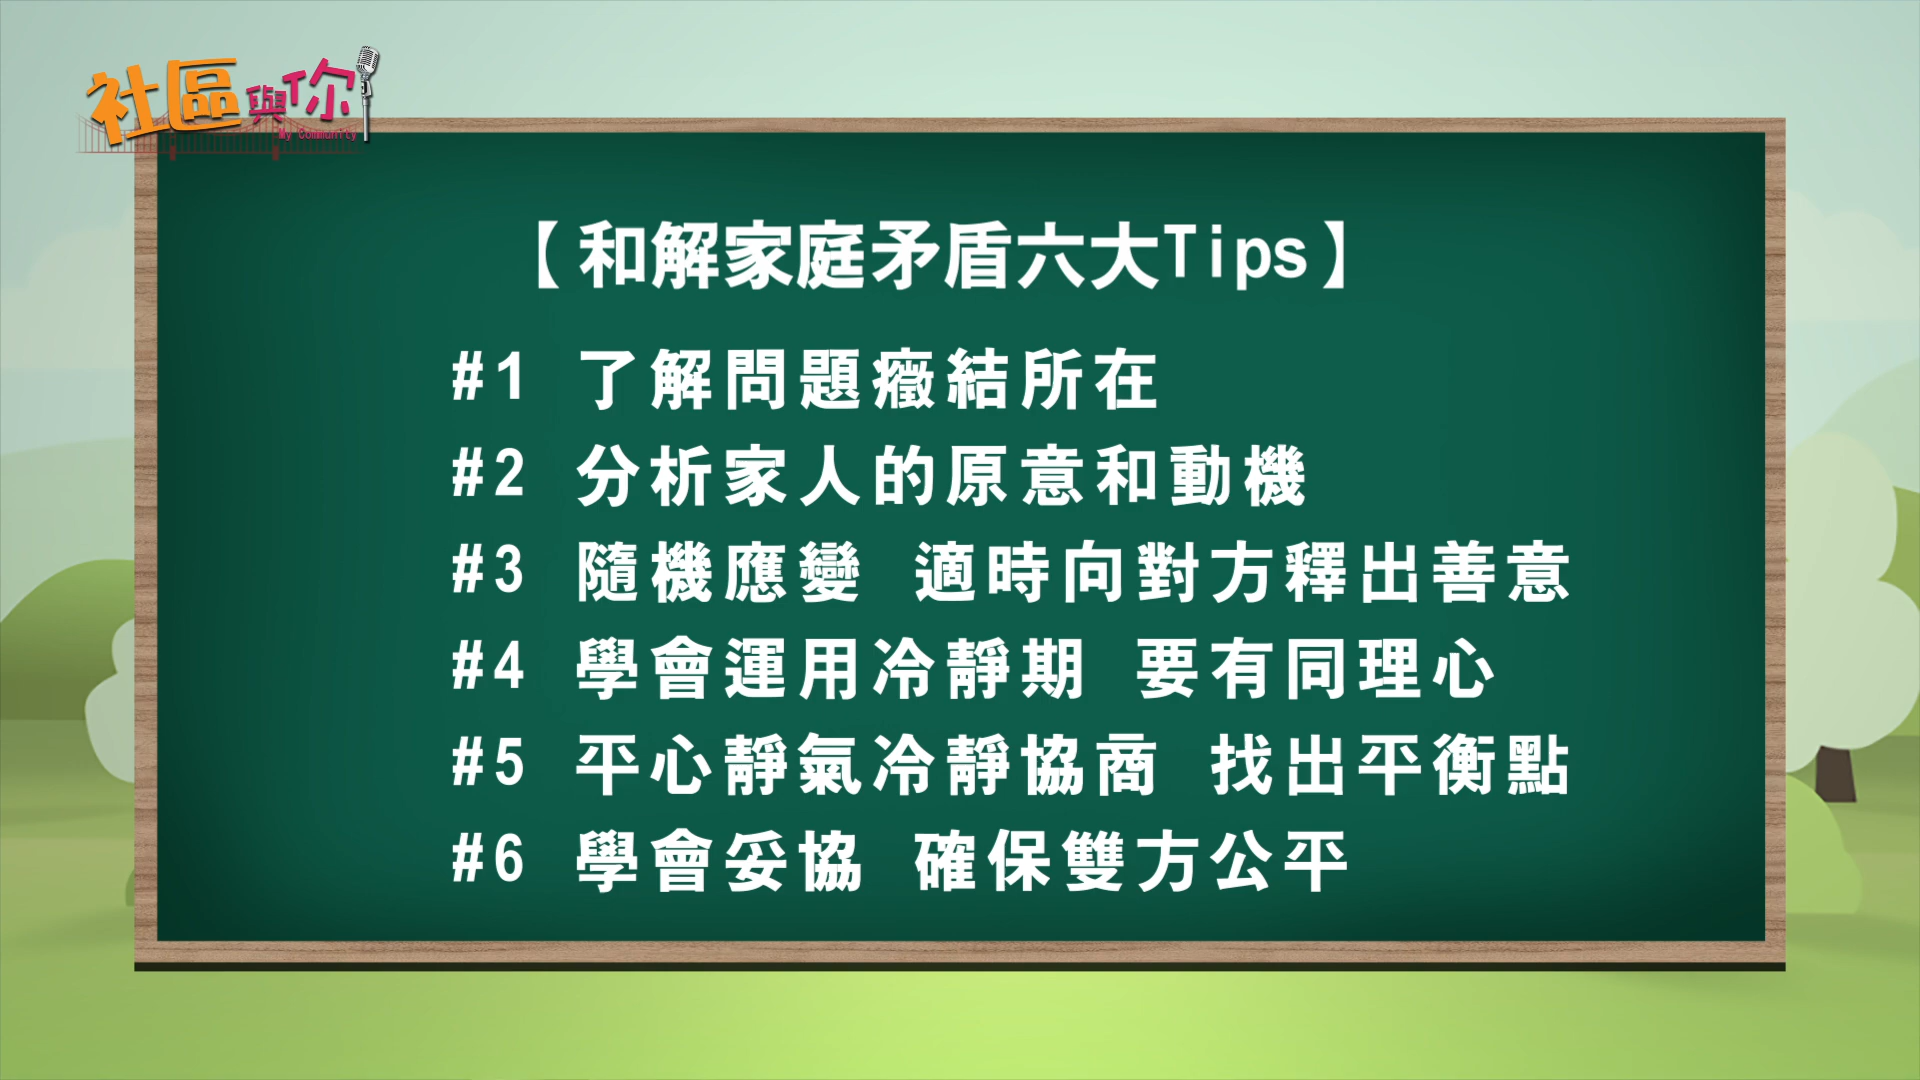 社區與你
My Community
【和解家庭矛盾六大Tips】
#1 了解問題癥結所在
#2 分析家人的原意和動機
#3 隨機應變 適時向對方釋出善意
#4 學會運用冷靜期 要有同理心
#5 平心靜氣冷靜協商 找出平衡點
#6 學會妥協 確保雙方公平